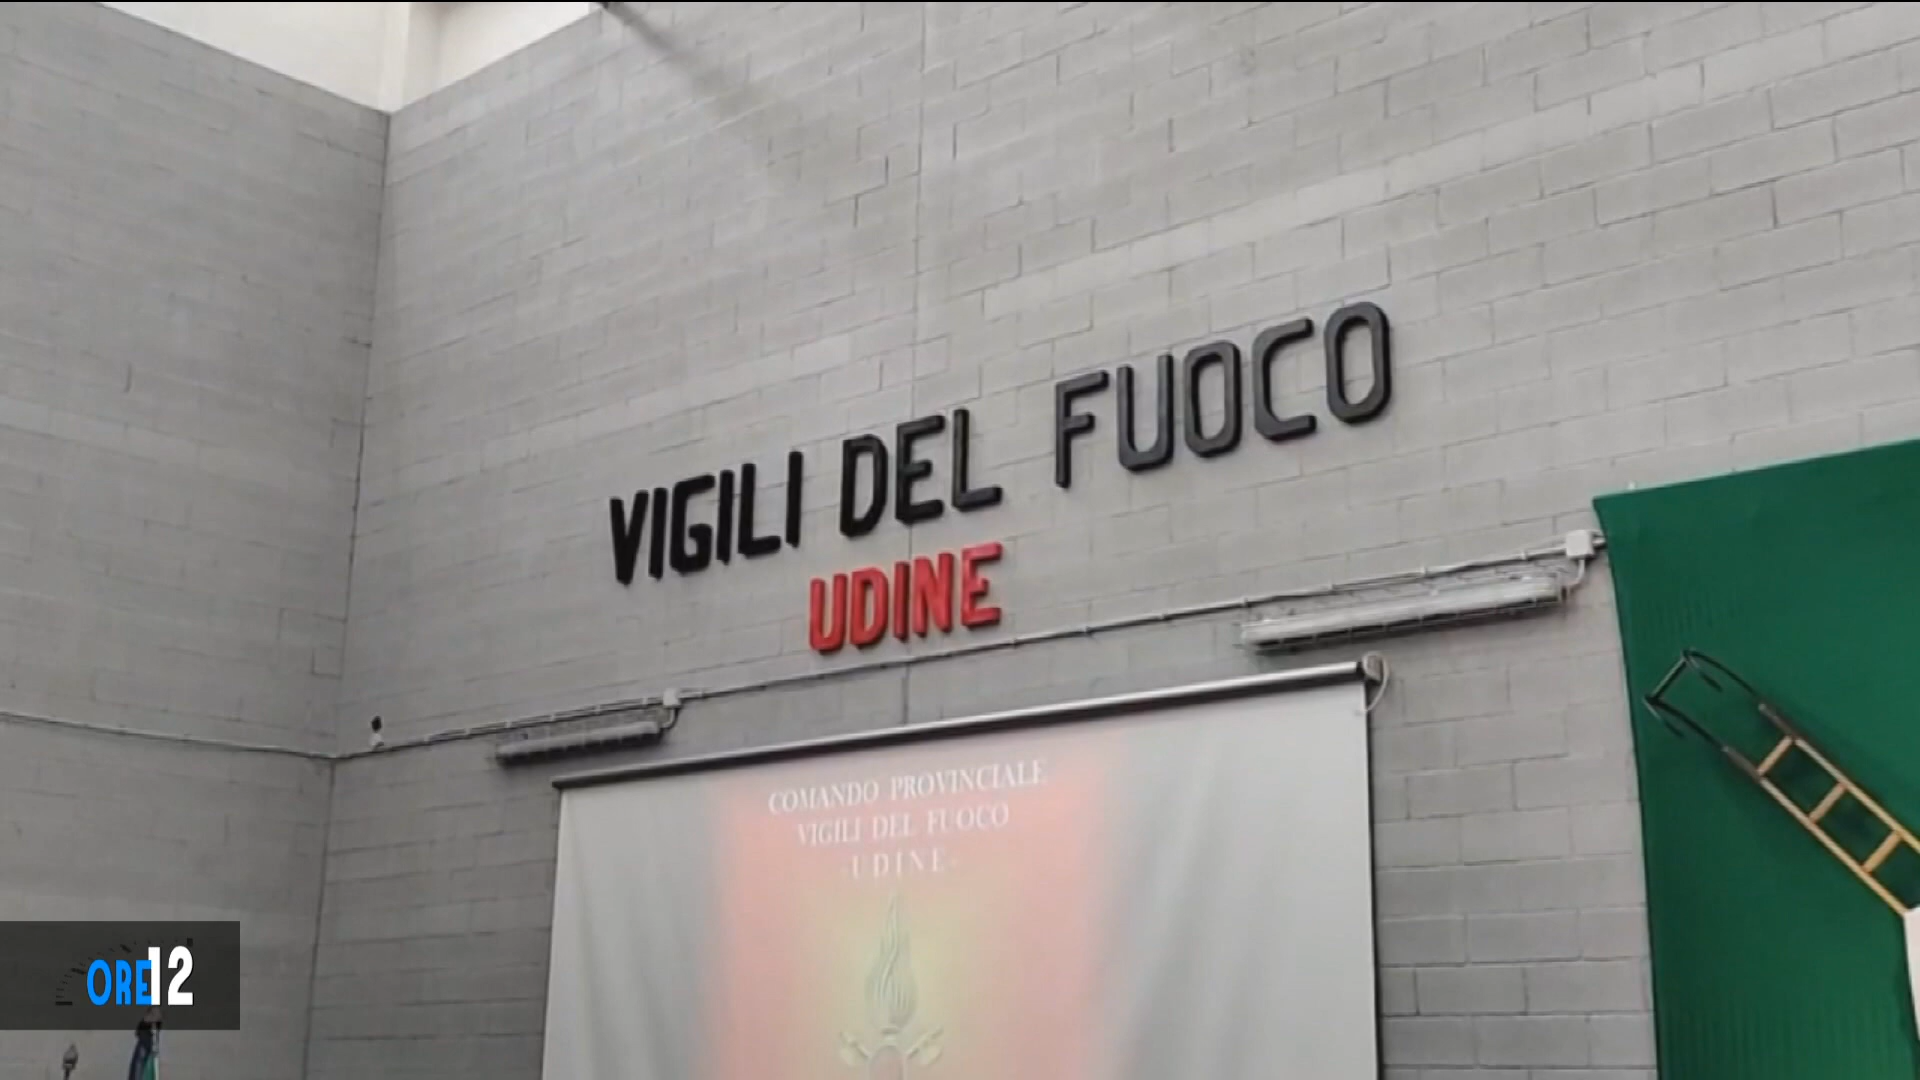 VIGILI DEL FUOCO
UDINE
COMANDO PROVINCIALE
VIGILI DEL FUOCO
-UDINE-
ORE12